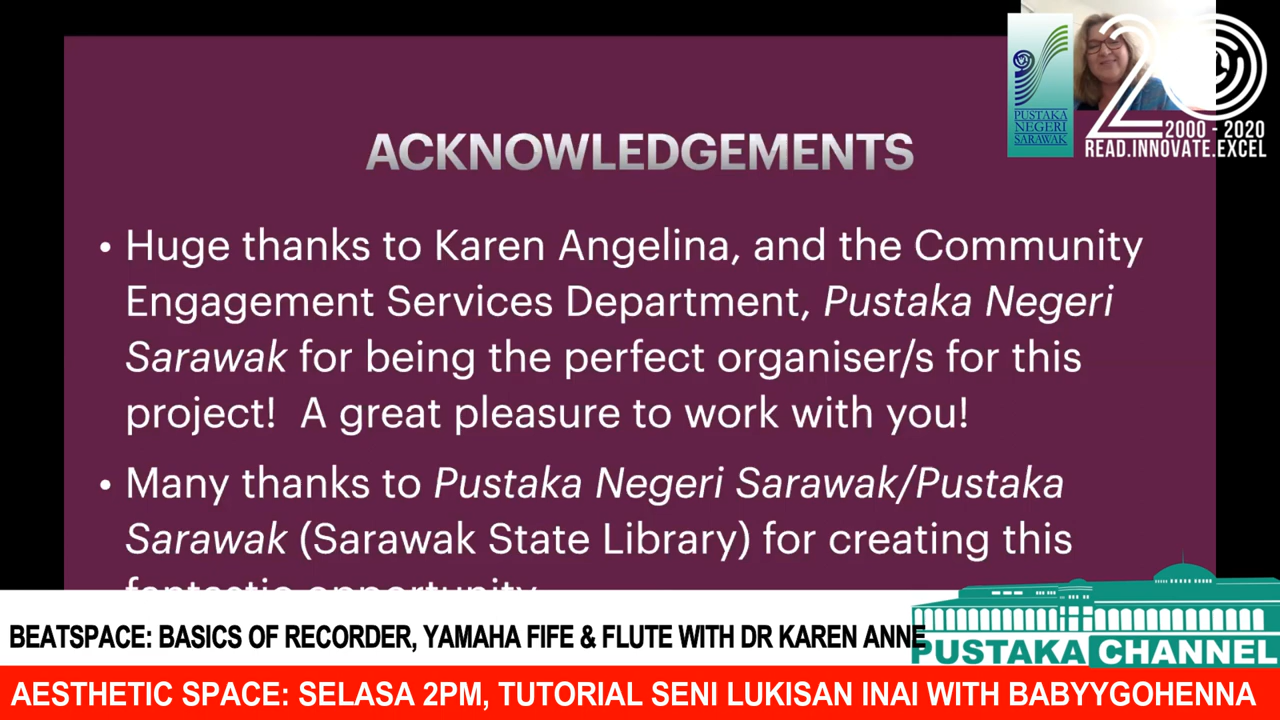 PUSTAKA
NEGERI
SARAWAK
20
2000 - 2020
READ.INNOVATE.EXCEL
ACKNOWLEDGEMENTS
• Huge thanks to Karen Angelina, and the Community
Engagement Services Department, Pustaka Negeri
Sarawak for being the perfect organiser/s for this
project!  A great pleasure to work with you!
• Many thanks to Pustaka Negeri Sarawak/Pustaka
Sarawak (Sarawak State Library) for creating this
fantastic opportunity
BEATSPACE: BASICS OF RECORDER, YAMAHA FIFE & FLUTE WITH DR KAREN ANNE
PUSTAKA CHANNEL
AESTHETIC SPACE: SELASA 2PM, TUTORIAL SENI LUKISAN INAI WITH BABYYGOHENNA